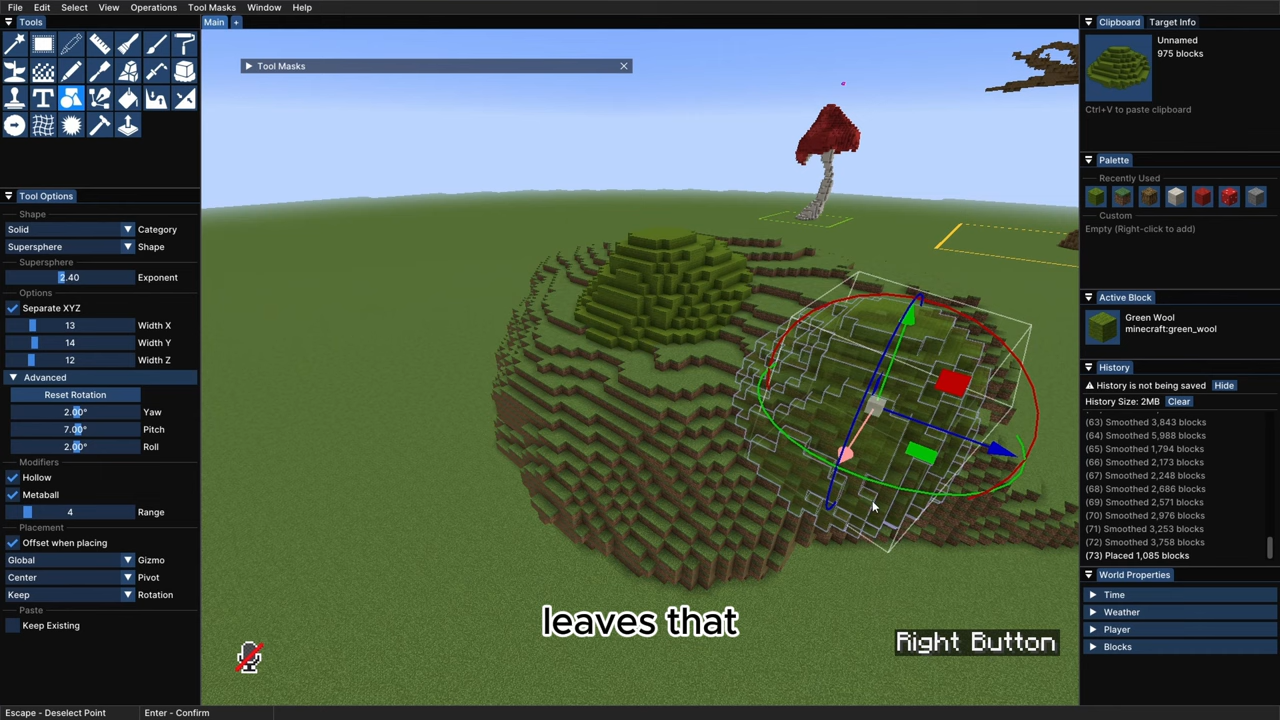 File Edit Select View Operations Tool Masks Window Help
Tools
Main +
Tool Masks
Tool Options
Shape
Solid Category
Supersphere Shape
Supersphere
2.40 Exponent
Options
Separate XYZ
13 Width X
14 Width Y
12 Width Z
Advanced
Reset Rotation
2.00° Yaw
7.00° Pitch
2.00° Roll
Modifiers
Hollow
Metaball
4 Range
Placement
Offset when placing
Global Gizmo
Center Pivot
Keep Rotation
Paste
Keep Existing
Escape - Deselect Point Enter - Confirm
leaves that
Right Button
Clipboard Target Info
Unnamed
975 blocks
Ctrl+V to paste clipboard
Palette
Recently Used
Custom
Empty (Right-click to add)
Active Block
Green Wool
minecraft:green_wool
History
History is not being saved Hide
History Size: 2MB Clear
(63) Smoothed 3,843 blocks
(64) Smoothed 5,988 blocks
(65) Smoothed 1,794 blocks
(66) Smoothed 2,173 blocks
(67) Smoothed 2,248 blocks
(68) Smoothed 2,686 blocks
(69) Smoothed 2,571 blocks
(70) Smoothed 2,976 blocks
(71) Smoothed 3,253 blocks
(72) Smoothed 3,758 blocks
(73) Placed 1,085 blocks
World Properties
Time
Weather
Player
Blocks